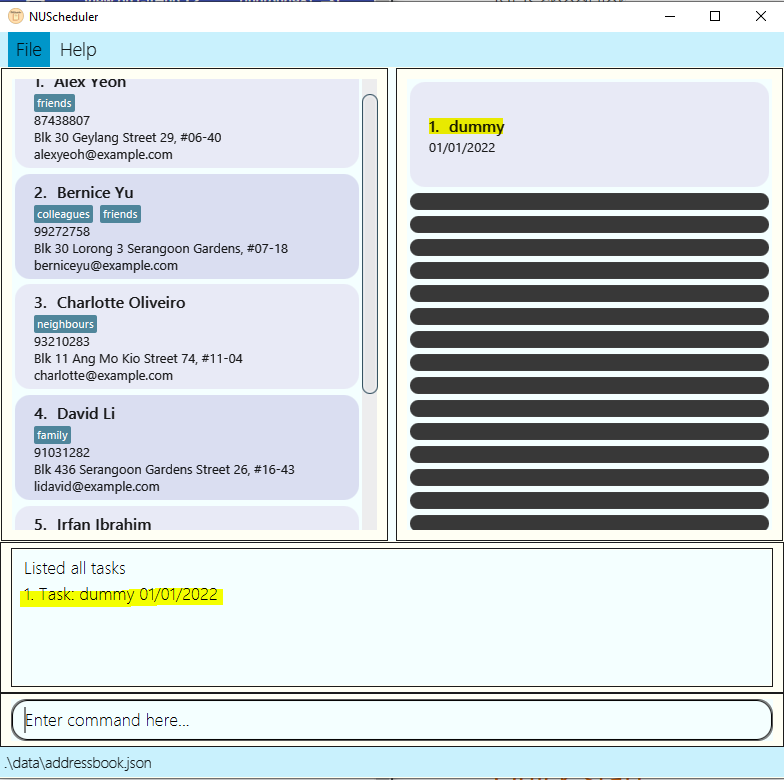 NUScheduler
File Help
1. Alex Yeoh
friends
87438807
Blk 30 Geylang Street 29, #06-40
alexyeoh@example.com
2. Bernice Yu
colleagues friends
99272758
Blk 30 Lorong 3 Serangoon Gardens, #07-18
berniceyu@example.com
3. Charlotte Oliveiro
neighbours
93210283
Blk 11 Ang Mo Kio Street 74, #11-04
charlotte@example.com
4. David Li
family
91031282
Blk 436 Serangoon Gardens Street 26, #16-43
lidavid@example.com
5. Irfan Ibrahim
1. dummy
01/01/2022
Listed all tasks
1. Task: dummy 01/01/2022
Enter command here...
.\data\addressbook.json